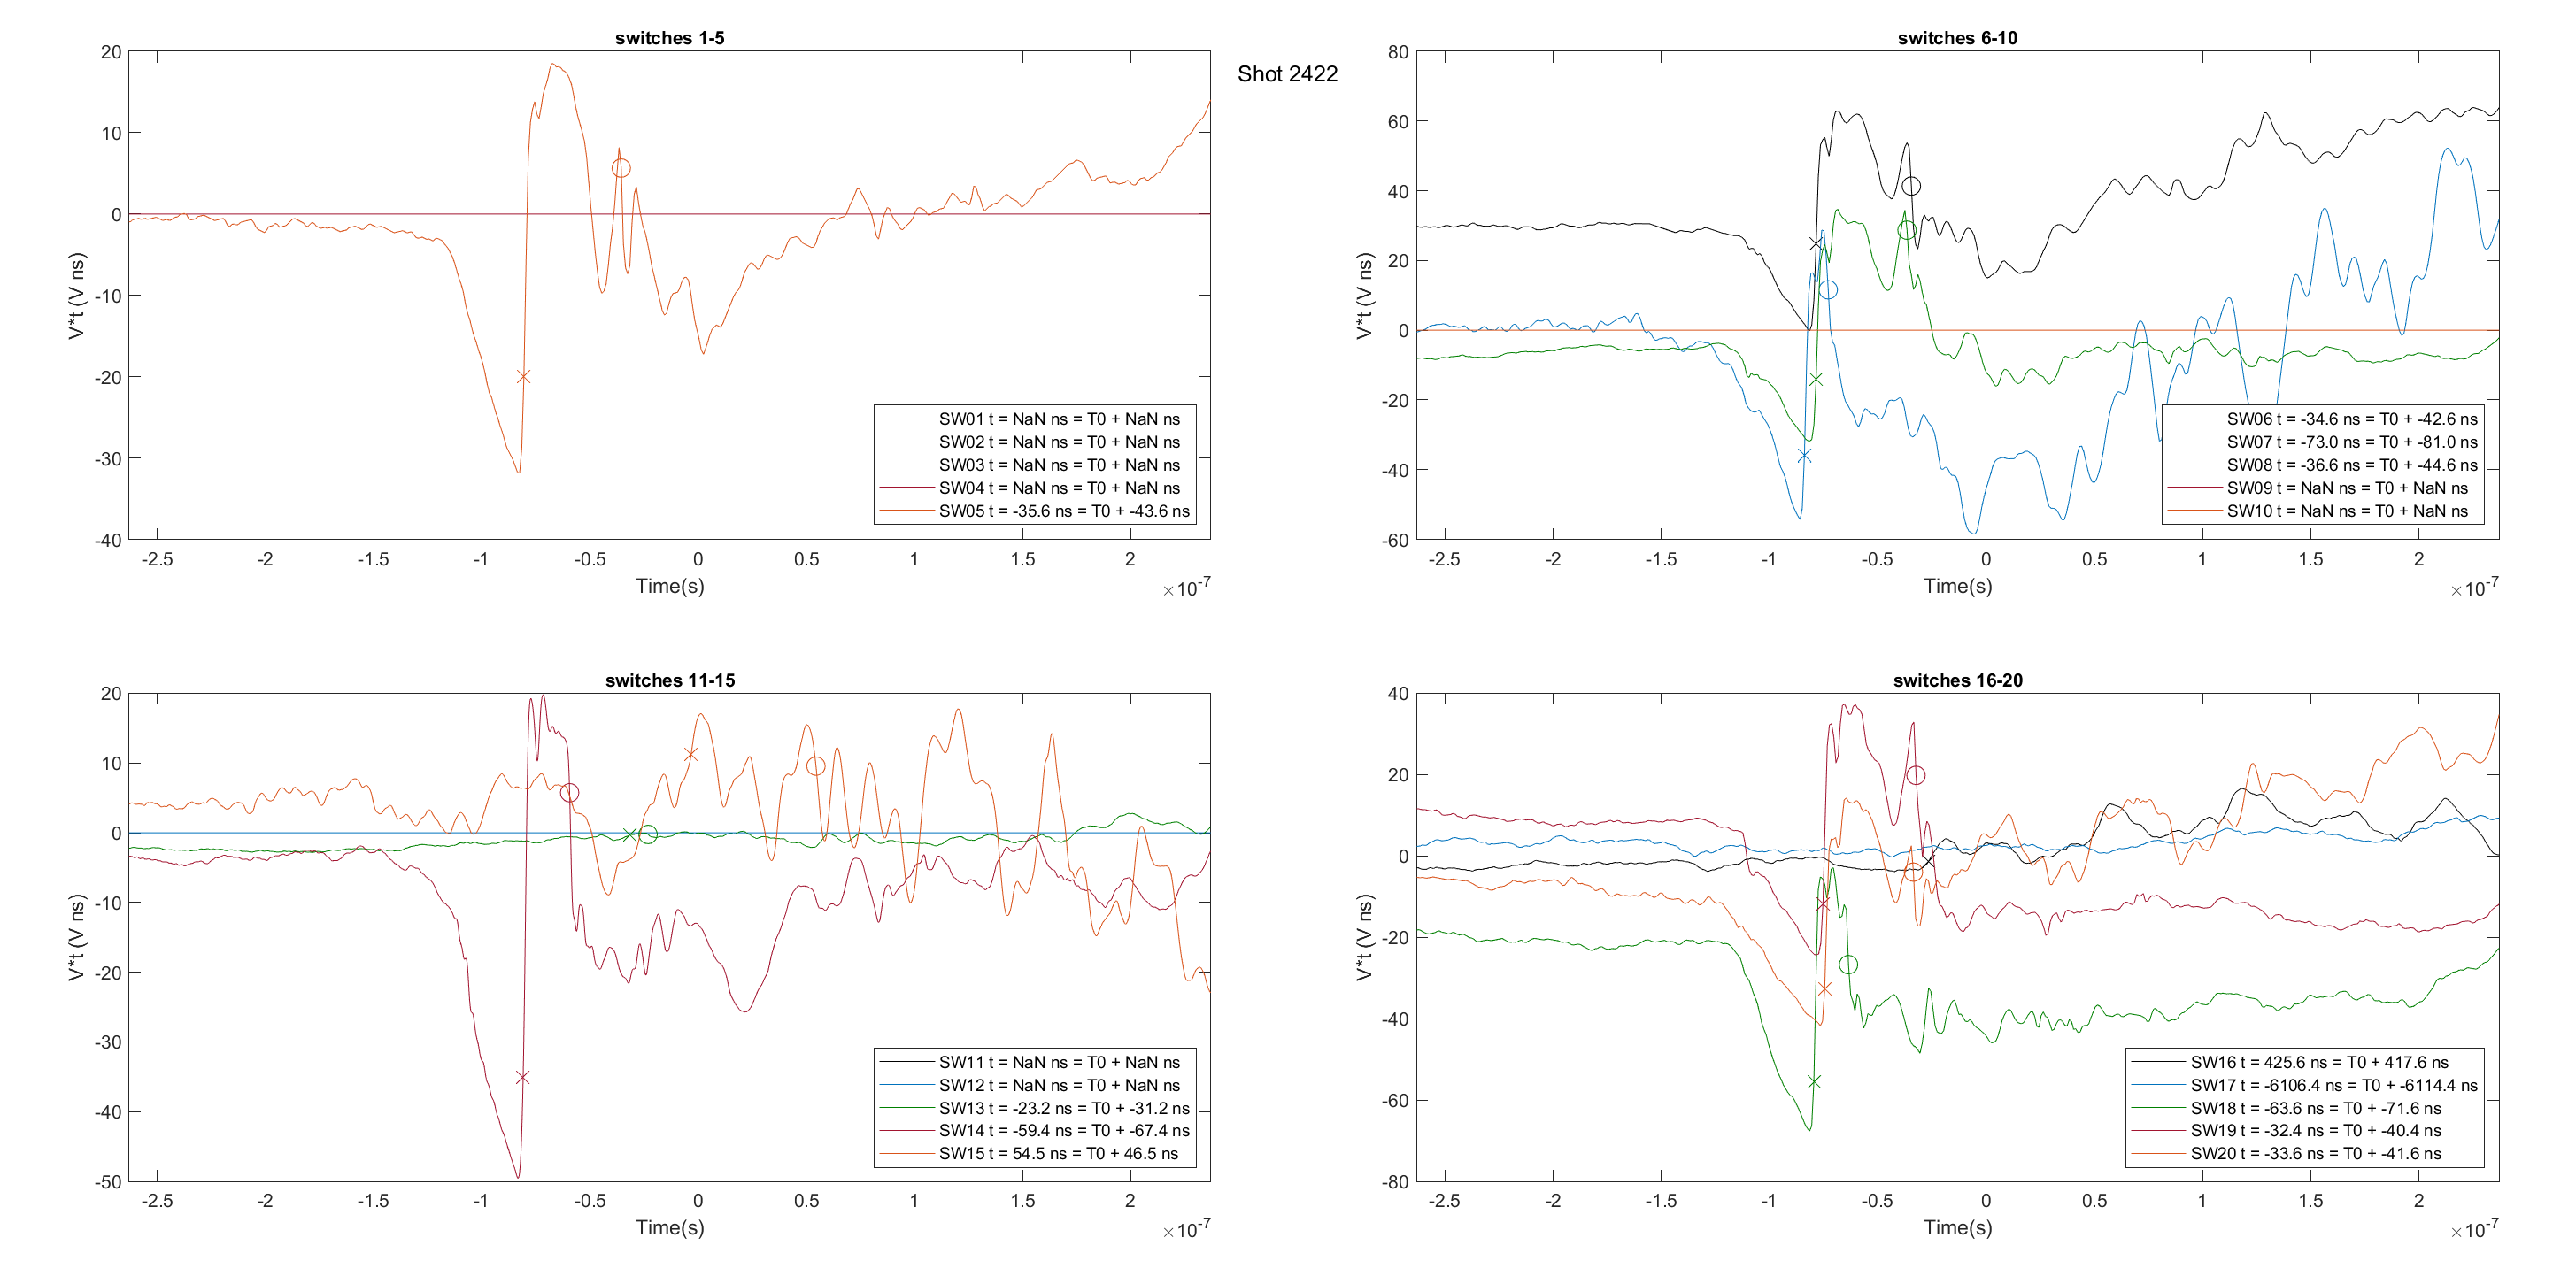 Shot 2422
switches 1-5
20
10
0
-10
-20
-30
-40
V*t (V ns)
-2.5 -2 -1.5 -1 -0.5 0 0.5 1 1.5 2
Time(s)
×10-7
SW01 t = NaN ns = T0 + NaN ns
SW02 t = NaN ns = T0 + NaN ns
SW03 t = NaN ns = T0 + NaN ns
SW04 t = NaN ns = T0 + NaN ns
SW05 t = -35.6 ns = T0 + -43.6 ns
switches 6-10
80
60
40
20
0
-20
-40
-60
V*t (V ns)
-2.5 -2 -1.5 -1 -0.5 0 0.5 1 1.5 2
Time(s)
×10-7
SW06 t = -34.6 ns = T0 + -42.6 ns
SW07 t = -73.0 ns = T0 + -81.0 ns
SW08 t = -36.6 ns = T0 + -44.6 ns
SW09 t = NaN ns = T0 + NaN ns
SW10 t = NaN ns = T0 + NaN ns
switches 11-15
20
10
0
-10
-20
-30
-40
-50
V*t (V ns)
-2.5 -2 -1.5 -1 -0.5 0 0.5 1 1.5 2
Time(s)
×10-7
SW11 t = NaN ns = T0 + NaN ns
SW12 t = NaN ns = T0 + NaN ns
SW13 t = -23.2 ns = T0 + -31.2 ns
SW14 t = -59.4 ns = T0 + -67.4 ns
SW15 t = 54.5 ns = T0 + 46.5 ns
switches 16-20
40
20
0
-20
-40
-60
-80
V*t (V ns)
-2.5 -2 -1.5 -1 -0.5 0 0.5 1 1.5 2
Time(s)
×10-7
SW16 t = 425.6 ns = T0 + 417.6 ns
SW17 t = -6106.4 ns = T0 + -6114.4 ns
SW18 t = -63.6 ns = T0 + -71.6 ns
SW19 t = -32.4 ns = T0 + -40.4 ns
SW20 t = -33.6 ns = T0 + -41.6 ns